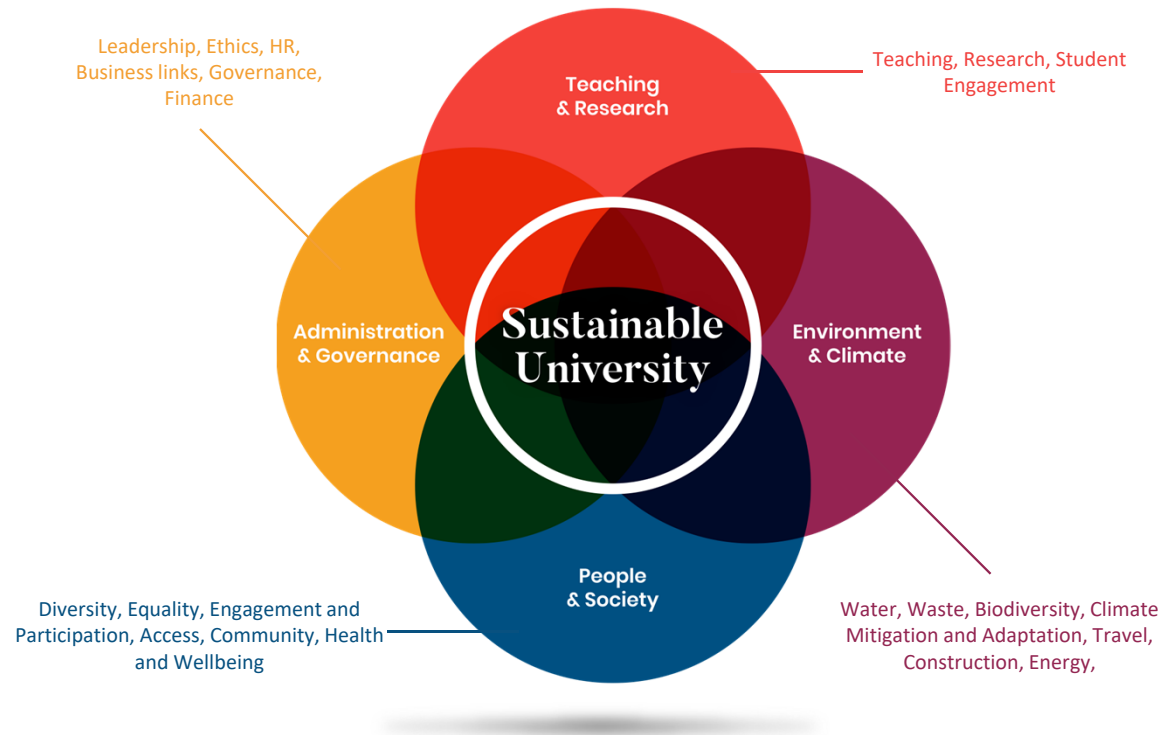 Leadership, Ethics, HR,
Business links, Governance,
Finance
Teaching, Research, Student
Engagement
Teaching
& Research
Administration
& Governance
Sustainable
University
Environment
& Climate
People
& Society
Diversity, Equality, Engagement and
Participation, Access, Community, Health
and Wellbeing
Water, Waste, Biodiversity, Climate
Mitigation and Adaptation, Travel,
Construction, Energy,